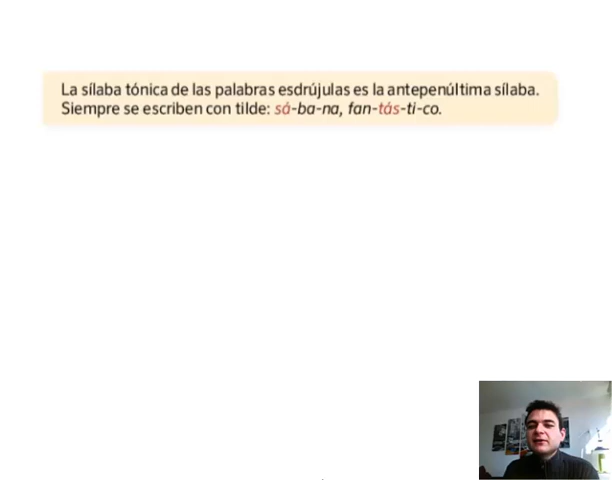 La sílaba tónica de las palabras esdrújulas es la antepenúltima sílaba.
Siempre se escriben con tilde: sá-ba-na, fan-tás-ti-co.